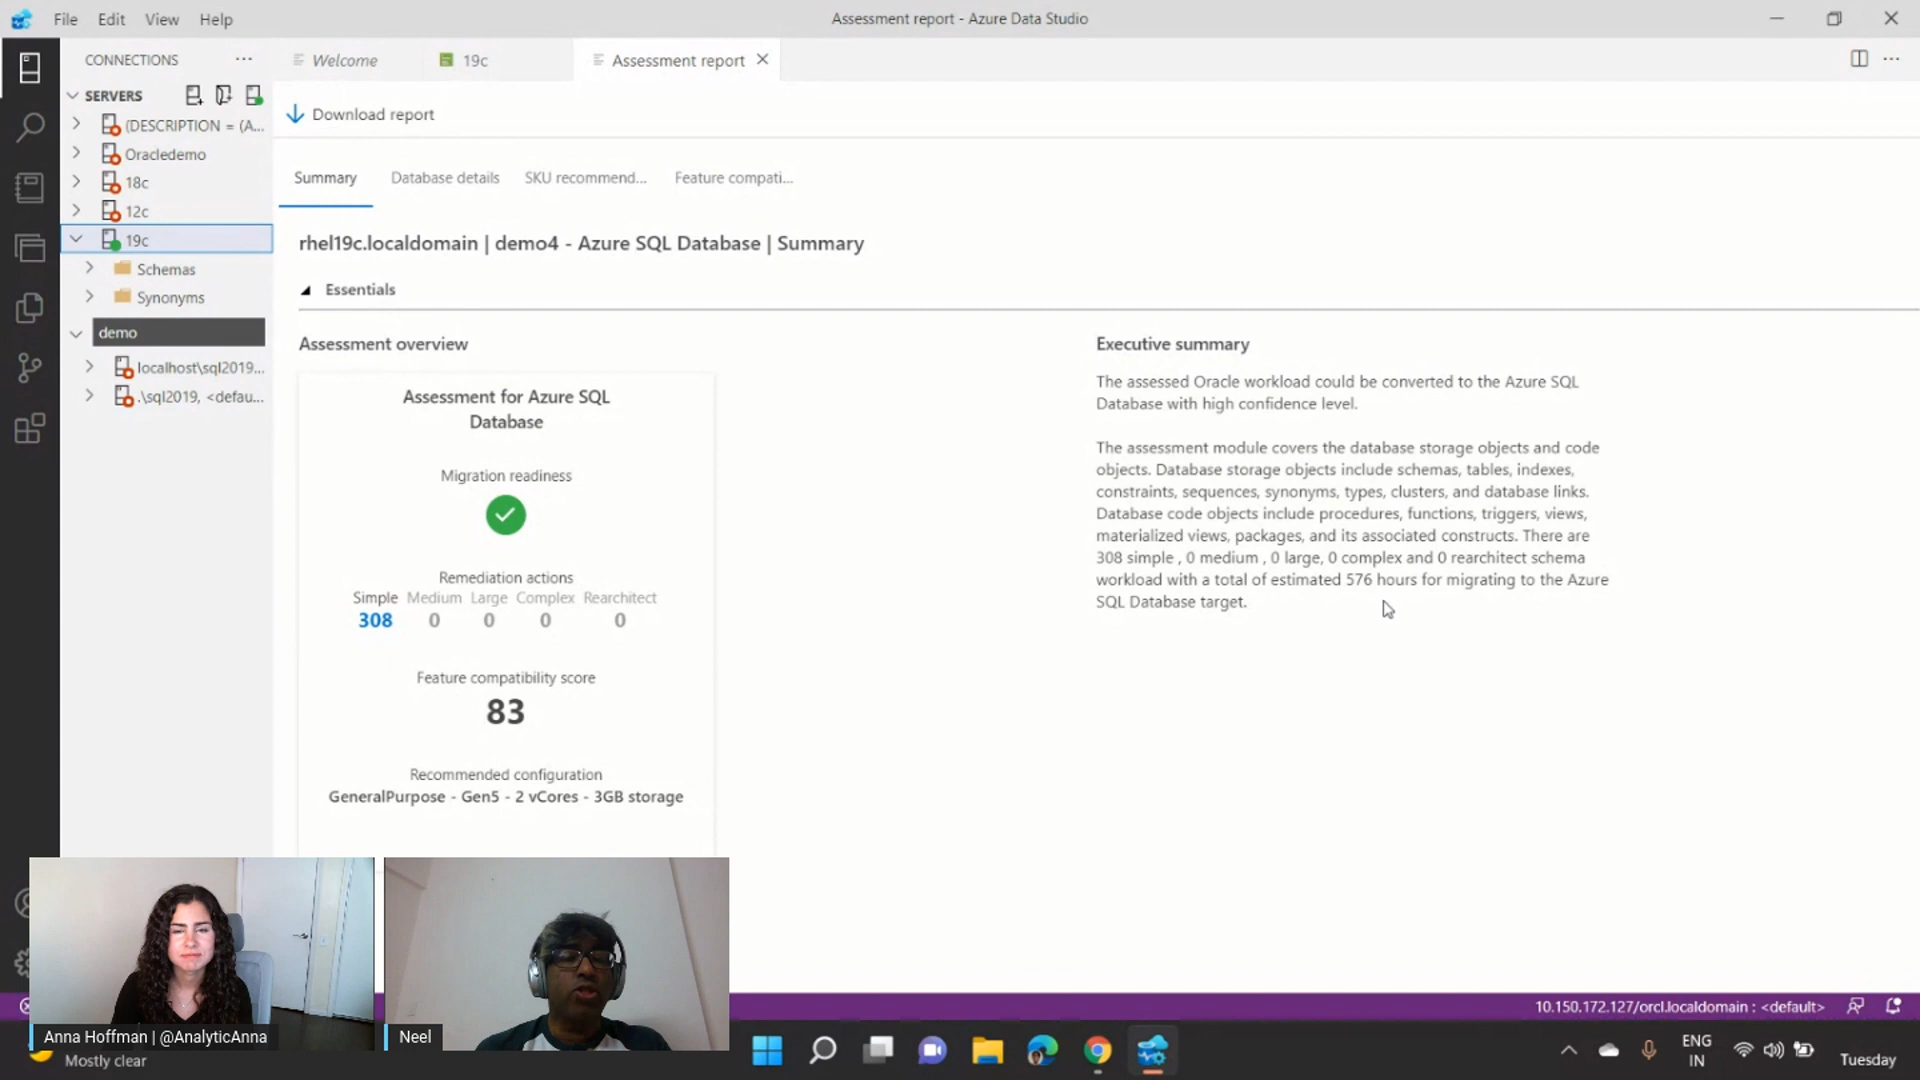 File Edit View Help
Assessment report - Azure Data Studio
CONNECTIONS
Welcome
19c
Assessment report
SERVERS
(DESCRIPTION = (A...
Oracledemo
18c
12c
19c
Schemas
Synonyms
demo
localhost\sql2019...
.\sql2019, <defau...
Download report
Summary
Database details
SKU recommend...
Feature compati...
rhel19c.localdomain | demo4 - Azure SQL Database | Summary
Essentials
Assessment overview
Assessment for Azure SQL
Database
Migration readiness
Remediation actions
Simple Medium Large Complex Rearchitect
308 0 0 0 0
Feature compatibility score
83
Recommended configuration
GeneralPurpose - Gen5 - 2 vCores - 3GB storage
Executive summary
The assessed Oracle workload could be converted to the Azure SQL
Database with high confidence level.
The assessment module covers the database storage objects and code
objects. Database storage objects include schemas, tables, indexes,
constraints, sequences, synonyms, types, clusters, and database links.
Database code objects include procedures, functions, triggers, views,
materialized views, packages, and its associated constructs. There are
308 simple , 0 medium , 0 large, 0 complex and 0 rearchitect schema
workload with a total of estimated 576 hours for migrating to the Azure
SQL Database target.
10.150.172.127/orcl.localdomain : <default>
Anna Hoffman | @AnalyticAnna
Neel
Mostly clear
ENG
IN
Tuesday